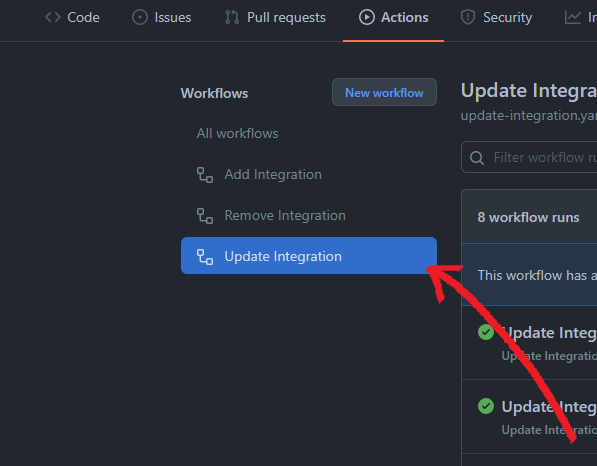 Code Issues Pull requests Actions Security
Workflows New workflow
All workflows
Add Integration
Remove Integration
Update Integration
Update Integra
update-integration.ya
Filter workflow ru
8 workflow runs
This workflow has a
Update Integ
Update Integratio
Update Integ
Update Integratio